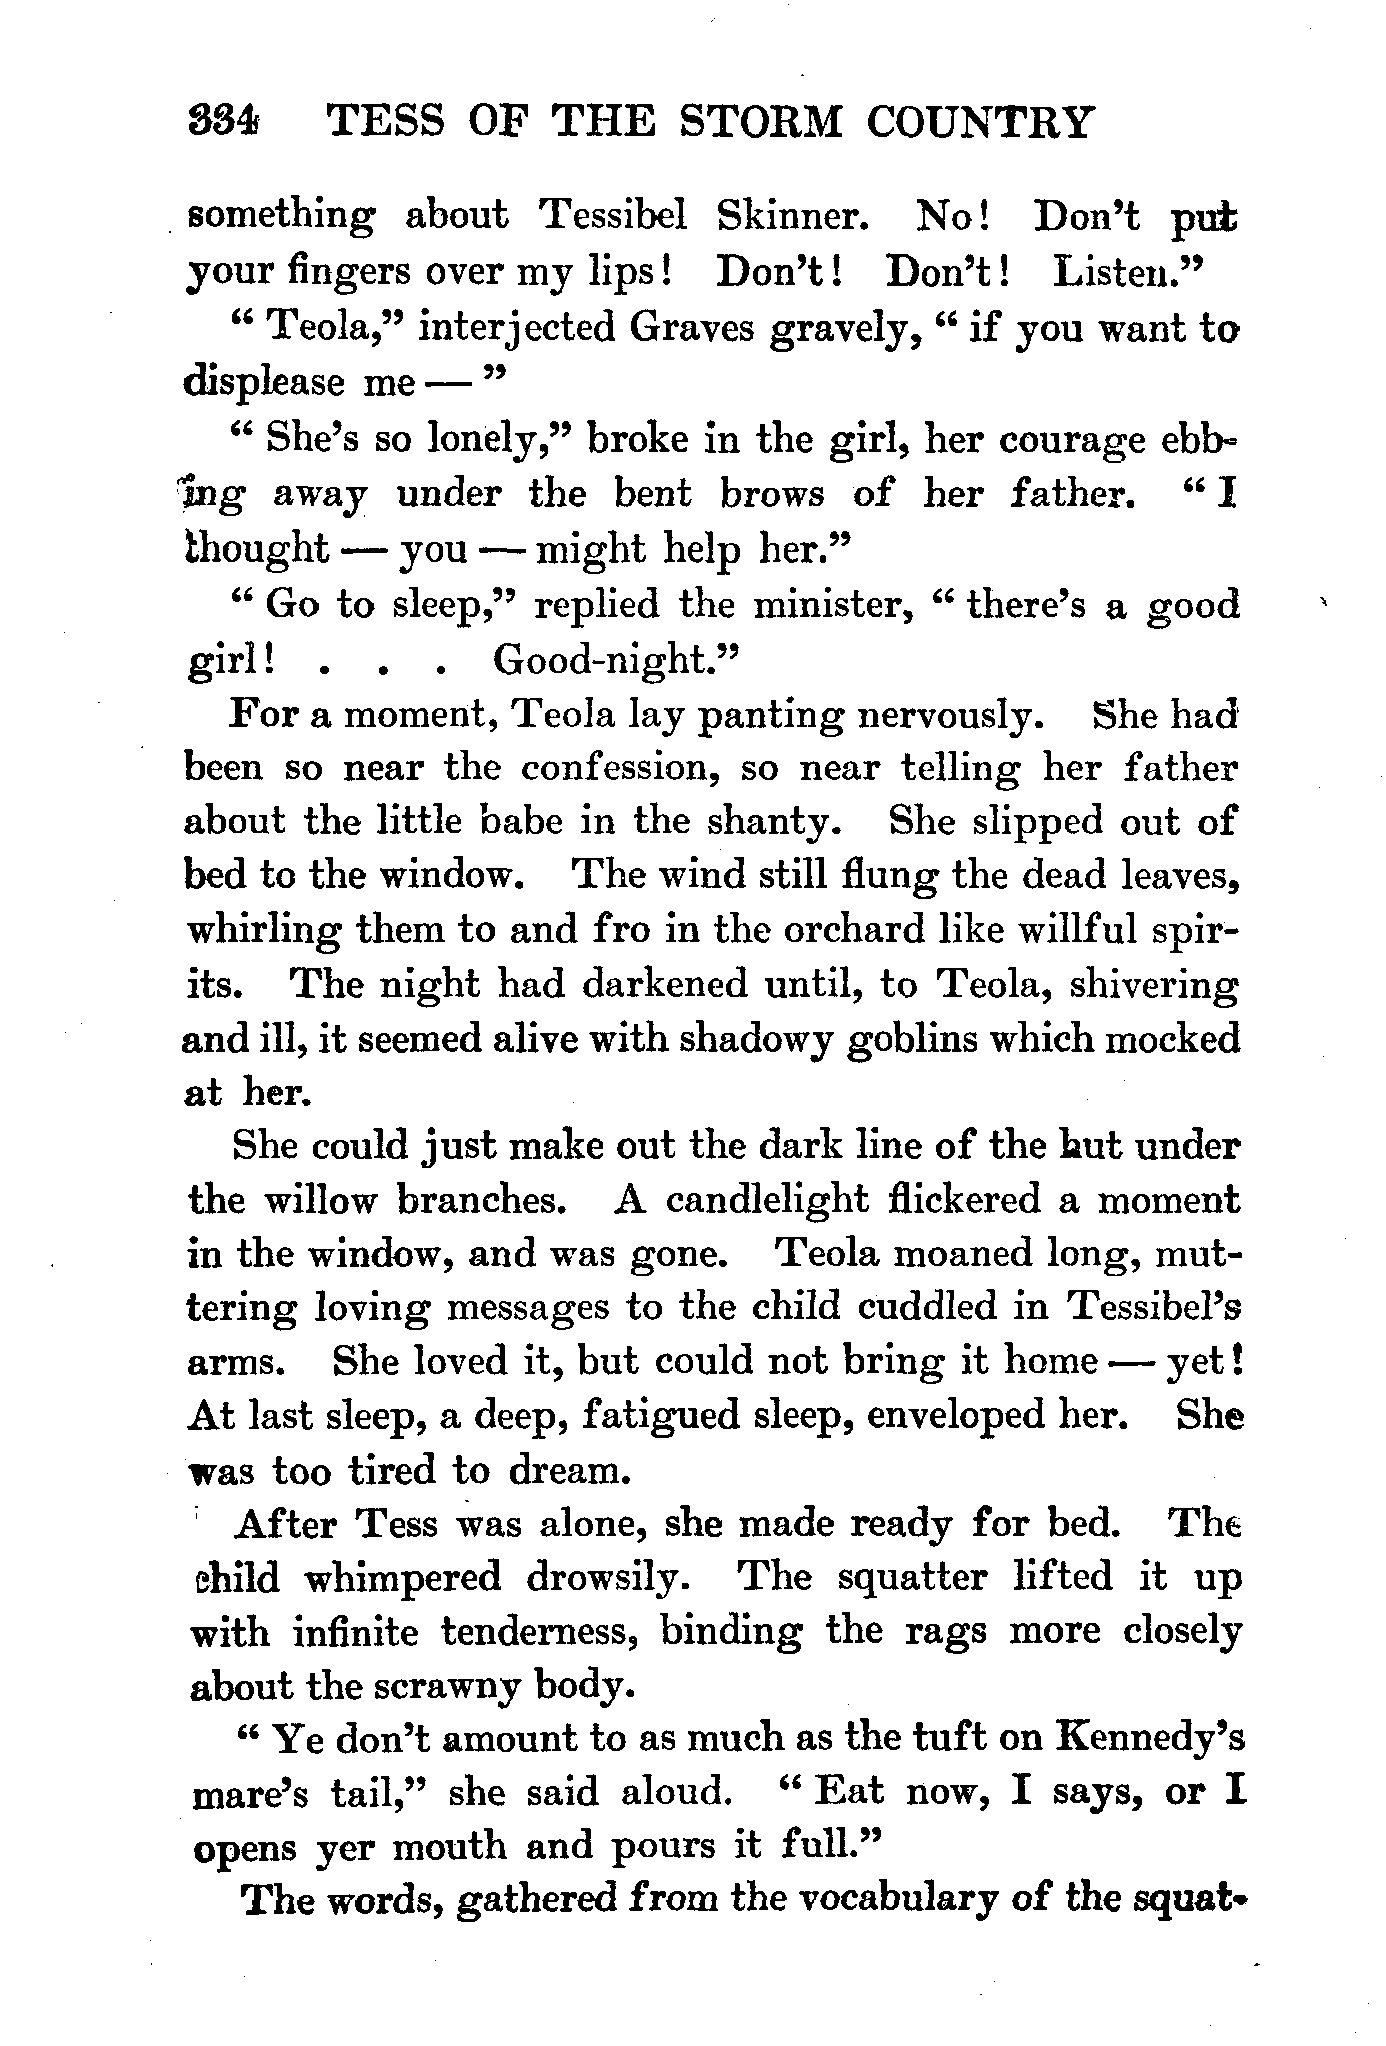 334 TESS OF THE STORM COUNTRY
something about Tessibel Skinner. No! Don't put
your fingers over my lips! Don't! Don't! Listen."
" Teola," interjected Graves gravely, " if you want to
displease me — "
" She's so lonely," broke in the girl, her courage ebb-
ing away under the bent brows of her father. " I
thought — you — might help her."
" Go to sleep," replied the minister, " there's a good
girl! . . . Good-night."
For a moment, Teola lay panting nervously. She had
been so near the confession, so near telling her father
about the little babe in the shanty. She slipped out of
bed to the window. The wind still flung the dead leaves,
whirling them to and fro in the orchard like willful spir-
its. The night had darkened until, to Teola, shivering
and ill, it seemed alive with shadowy goblins which mocked
at her.
She could just make out the dark line of the hut under
the willow branches. A candlelight flickered a moment
in the window, and was gone. Teola moaned long, mut-
tering loving messages to the child cuddled in Tessibel's
arms. She loved it, but could not bring it home — yet!
At last sleep, a deep, fatigued sleep, enveloped her. She
was too tired to dream.
After Tess was alone, she made ready for bed. The
child whimpered drowsily. The squatter lifted it up
with infinite tenderness, binding the rags more closely
about the scrawny body.
" Ye don't amount to as much as the tuft on Kennedy's
mare's tail," she said aloud. " Eat now, I says, or I
opens yer mouth and pours it full."
The words, gathered from the vocabulary of the squat-